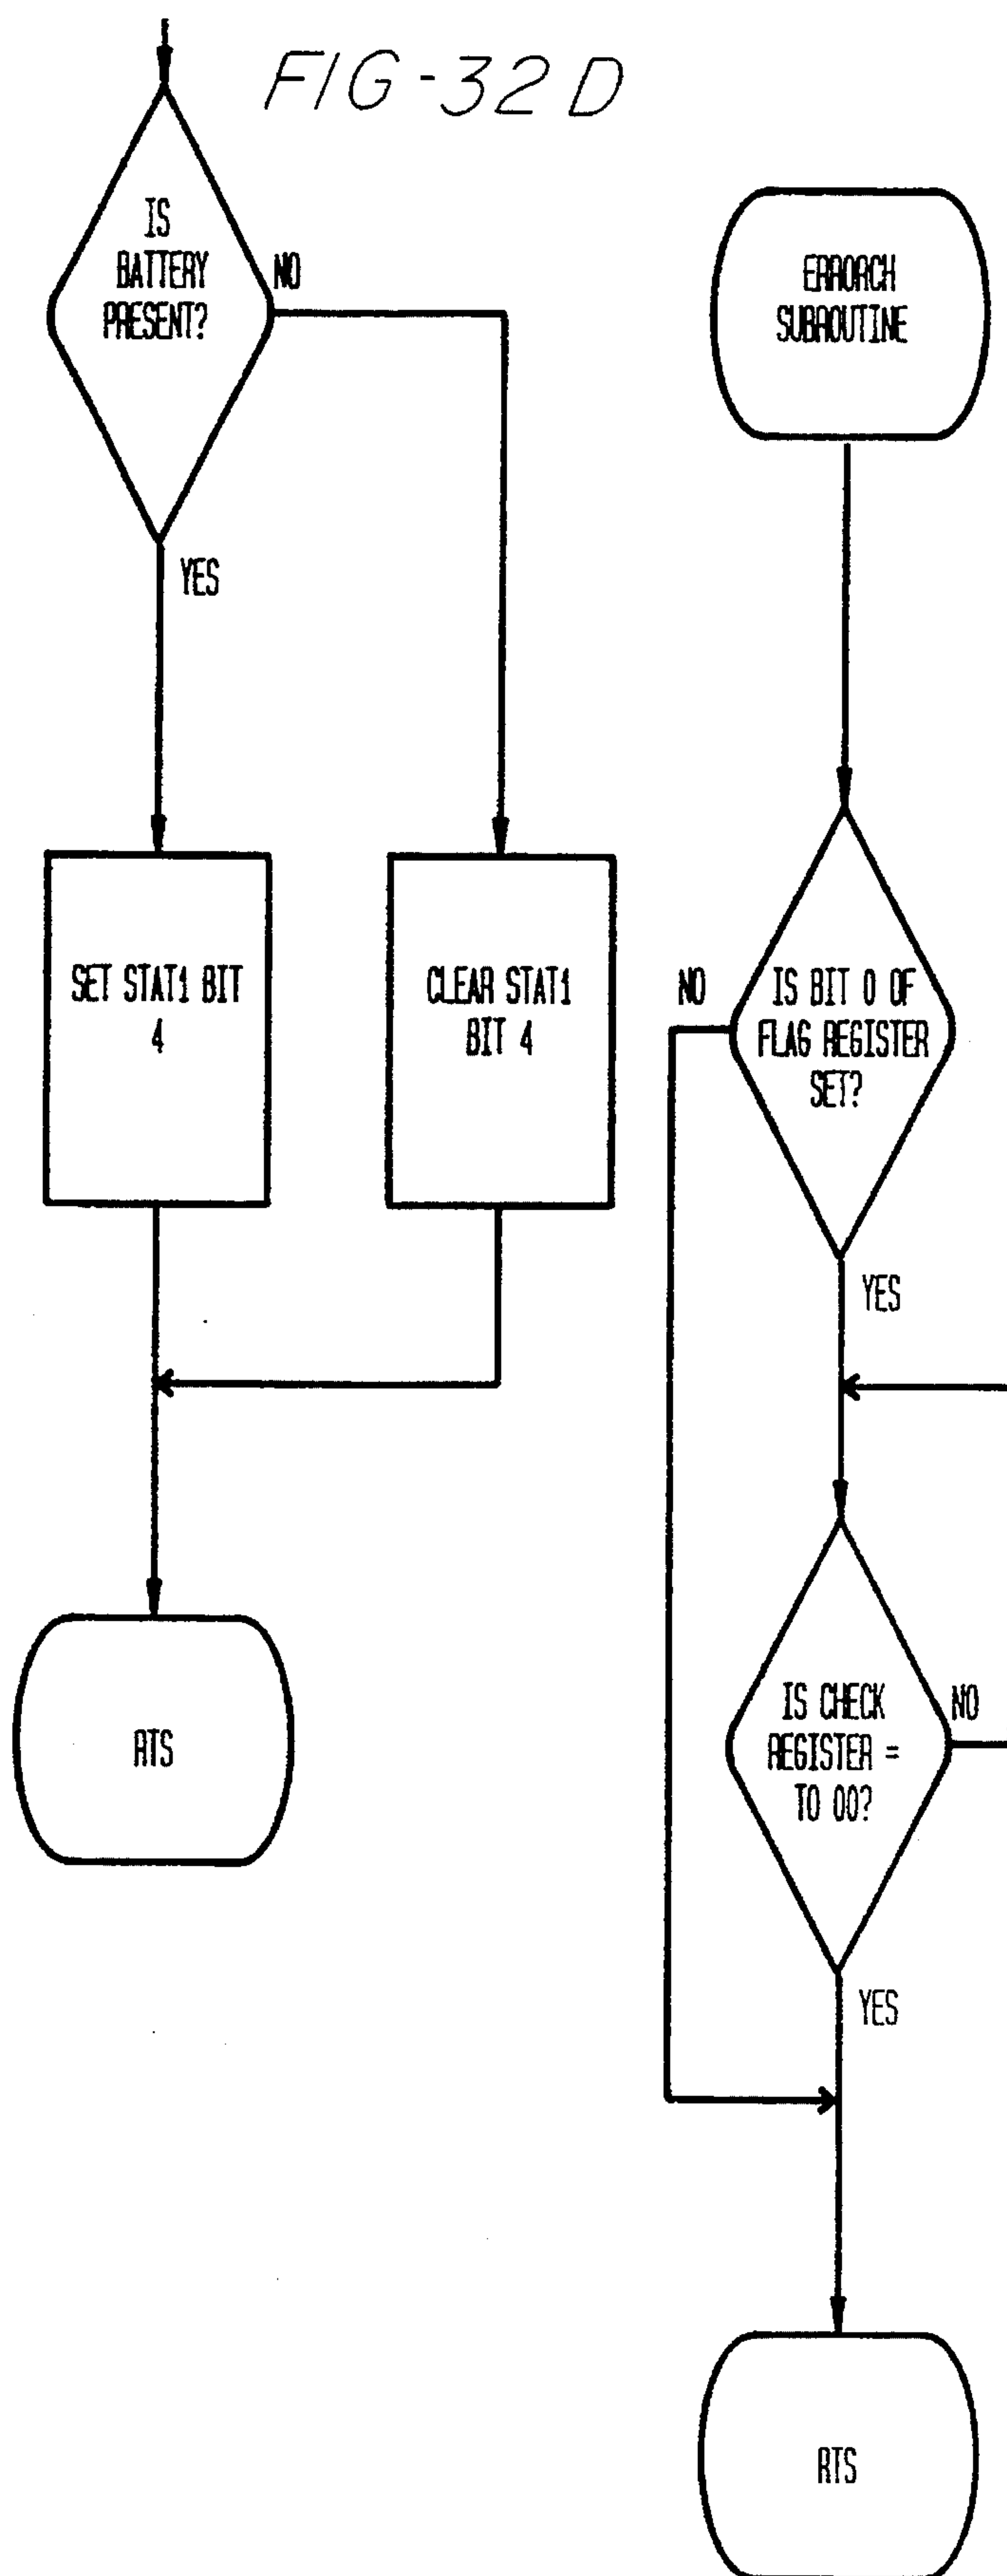 FIG-32D
IS
BATTERY
PRESENT?
NO
YES
SET STAT1 BIT
4
CLEAR STAT1
BIT 4
RTS
ERRORCH
SUBROUTINE
IS BIT 0 OF
FLAG REGISTER
SET?
NO
YES
IS CHECK
REGISTER =
TO 00?
NO
YES
RTS